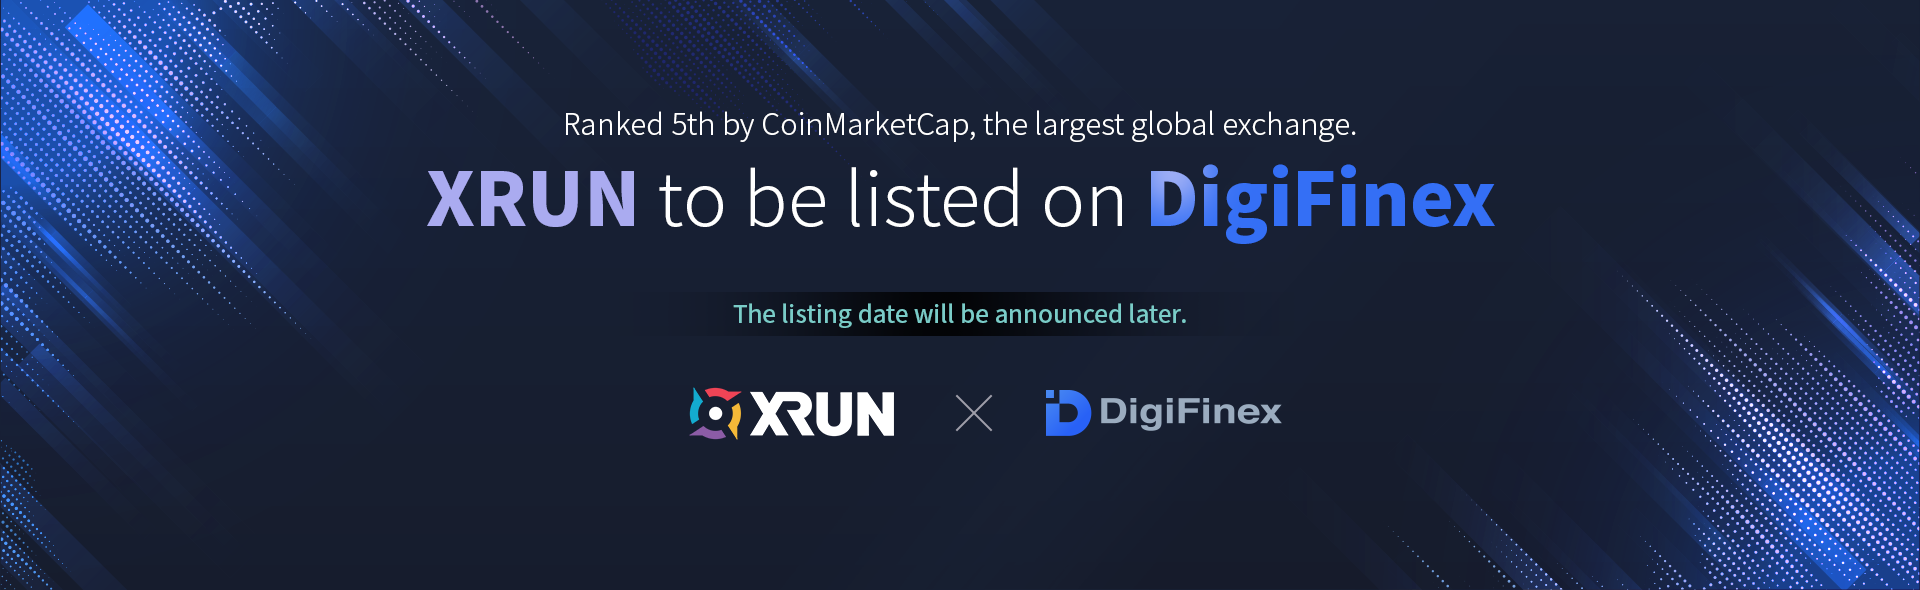 Ranked 5th by CoinMarketCap, the largest global exchange.
XRUN to be listed on DigiFinex
The listing date will be announced later.
XRUN DigiFinex